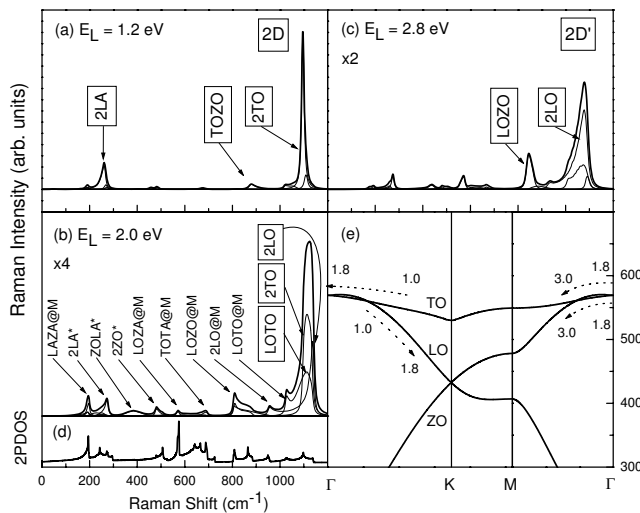 (a) E_L = 1.2 eV
2D
2LA
TOZO
2TO
(c) E_L = 2.8 eV
x2
2D'
LOZO
2LO
Raman Intensity (arb. units)
(b) E_L = 2.0 eV
x4
LAZA@M
2LA*
ZOLA*
2ZO*
LOZA@M
TOTA@M
LOZO@M
2LO@M
LOTO@M
LOTO
2TO
2LO
(e)
1.8
1.0
TO
3.0
1.8
1.0
LO
1.8
3.0
1.8
ZO
600
500
400
300
(d)
2PDOS
0 200 400 600 800 1000
Γ K M Γ
Raman Shift (cm⁻¹)